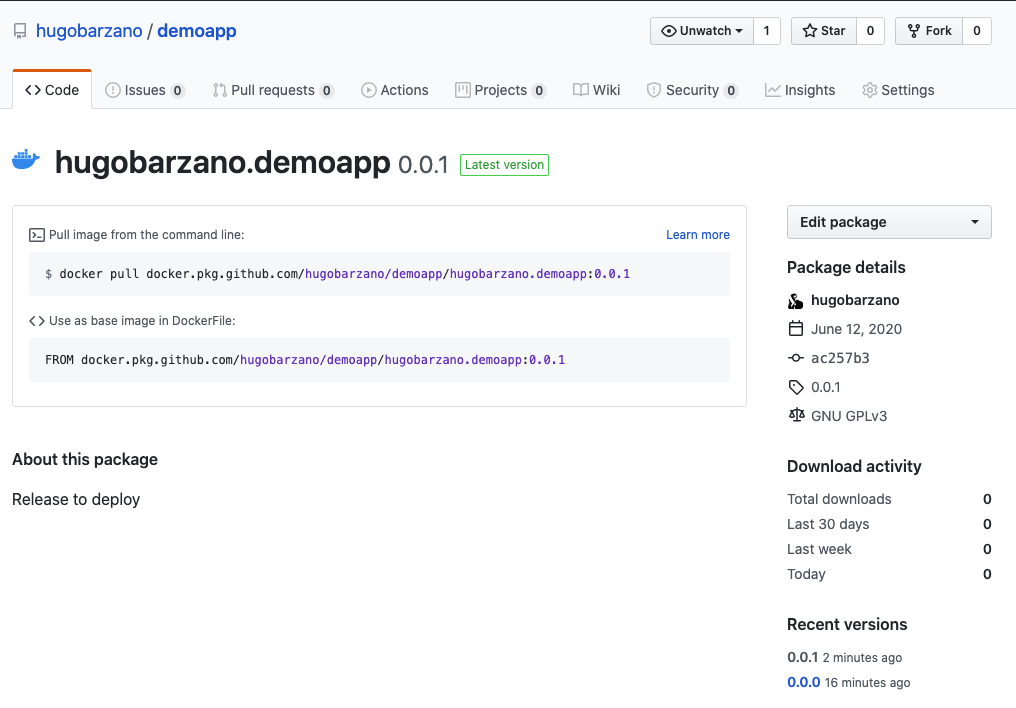 hugobarzano / demoapp
Unwatch 1 Star 0 Fork 0
Code Issues 0 Pull requests 0 Actions Projects 0 Wiki Security 0 Insights Settings
hugobarzano.demoapp 0.0.1 Latest version
Pull image from the command line: Learn more
$ docker pull docker.pkg.github.com/hugobarzano/demoapp/hugobarzano.demoapp:0.0.1
Use as base image in DockerFile:
FROM docker.pkg.github.com/hugobarzano/demoapp/hugobarzano.demoapp:0.0.1
About this package
Release to deploy
Edit package
Package details
hugobarzano
June 12, 2020
ac257b3
0.0.1
GNU GPLv3
Download activity
Total downloads 0
Last 30 days 0
Last week 0
Today 0
Recent versions
0.0.1 2 minutes ago
0.0.0 16 minutes ago